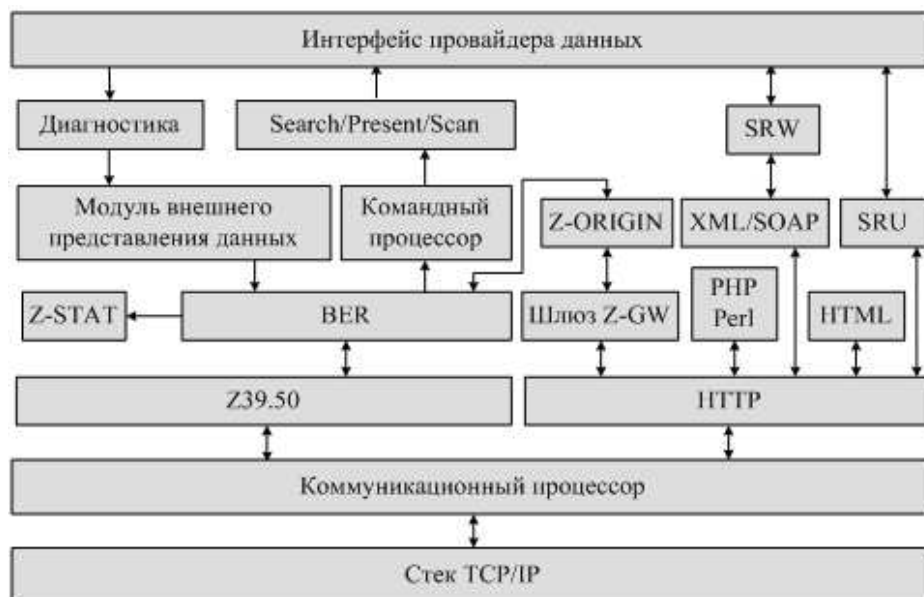 Интерфейс провайдера данных
Диагностика
Search/Present/Scan
SRW
Модуль внешнего
представления данных
Командный
процессор
Z-ORIGIN
XML/SOAP
SRU
Z-STAT
BER
Шлюз Z-GW
PHP
Perl
HTML
Z39.50
HTTP
Коммуникационный процессор
Стек TCP/IP